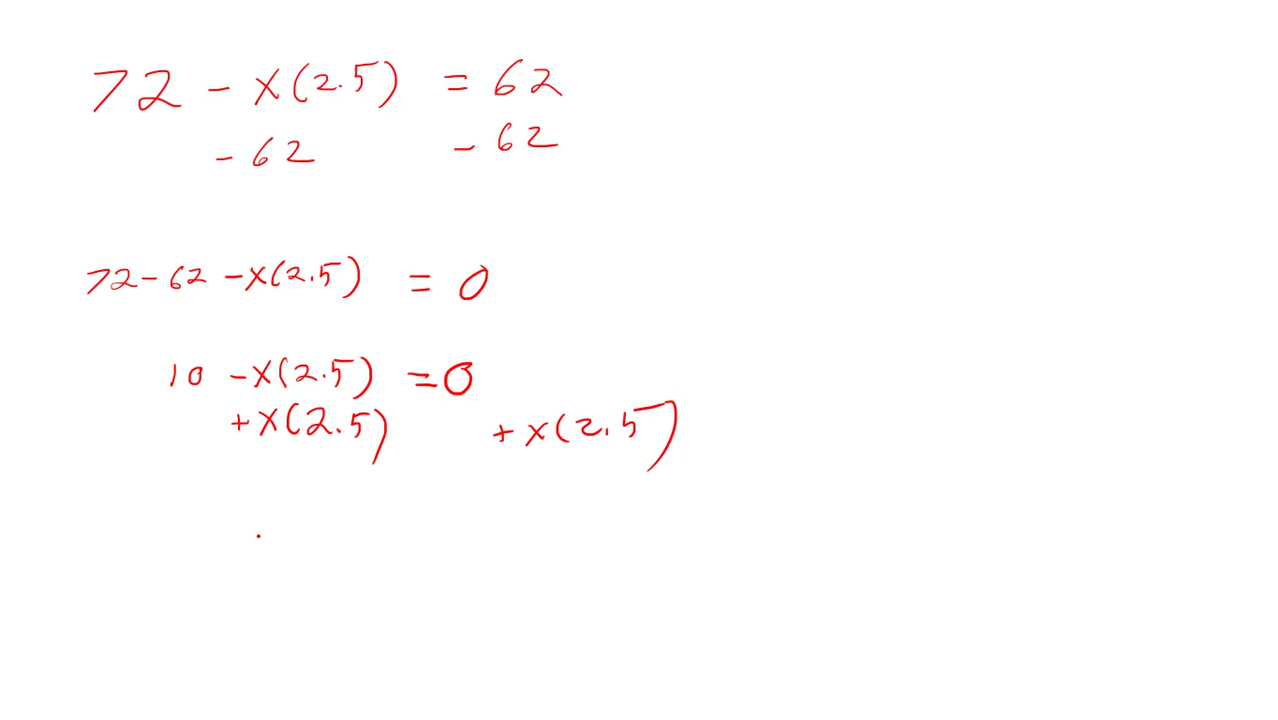 72 - x(2.5) = 62
- 62 - 62
72 - 62 - x(2.5) = 0
10 - x(2.5) = 0
+ x(2.5) + x(2.5)